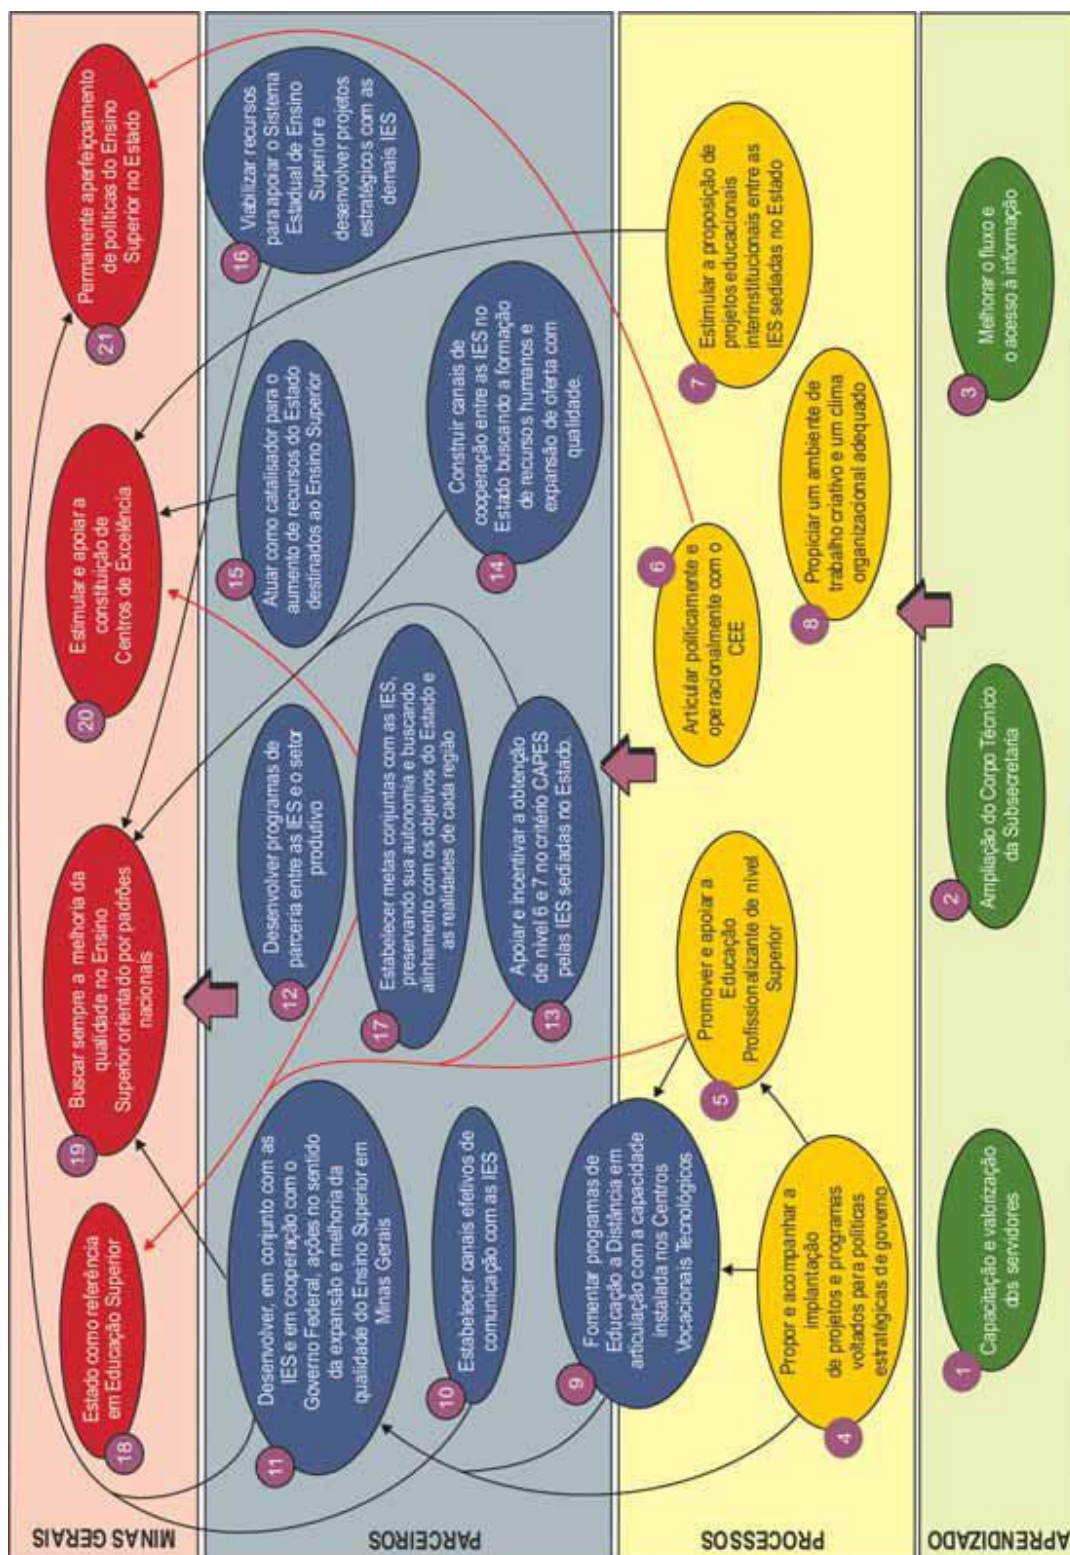 MINAS GERAIS
18
Estado como referência
em Educação Superior
19
Buscar sempre a melhoria da
qualidade no Ensino
Superior orientado por padrões
nacionais
20
Estimular e apoiar a
constituição de
Centros de Excelência
21
Permanente aperfeiçoamento
de políticas do Ensino
Superior no Estado
PARCEIROS
11
Desenvolver, em conjunto com as
IES e em cooperação com o
Governo Federal, ações no sentido
da expansão e melhoria da
qualidade do Ensino Superior em
Minas Gerais
12
Desenvolver programas de
parceria entre as IES e o setor
produtivo
15
Atuar como catalisador para o
aumento de recursos do Estado
destinados ao Ensino Superior
16
Viabilizar recursos
para apoiar o Sistema
Estadual de Ensino
Superior e
desenvolver projetos
estratégicos com as
demais IES
10
Estabelecer canais efetivos de
comunicação com as IES
17
Estabelecer metas conjuntas com as IES,
preservando sua autonomia e buscando
alinhamento com os objetivos do Estado e
as realidades de cada região
14
Construir canais de
cooperação entre as IES no
Estado buscando a formação
de recursos humanos e
expansão de oferta com
qualidade.
9
Fomentar programas de
Educação a Distância em
articulação com a capacidade
instalada nos Centros
Vocacionais Tecnológicos
13
Apoiar e incentivar a obtenção
de nível 6 e 7 no critério CAPES
pelas IES sediadas no Estado.
PROCESSOS
4
Propor e acompanhar a
implantação
de projetos e programas
voltados para políticas
estratégicas de governo
5
Promover e apoiar a
Educação
Profissionalizante de nível
Superior
6
Articular politicamente e
operacionalmente com o
CEE
7
Estimular a proposição de
projetos educacionais
interinstitucionais entre as
IES sediadas no Estado
8
Propiciar um ambiente de
trabalho criativo e um clima
organizacional adequado
APRENDIZADO
1
Capacitação e valorização
dos servidores
2
Ampliação do Corpo Técnico
da Subsecretaria
3
Melhorar o fluxo e
o acesso à informação